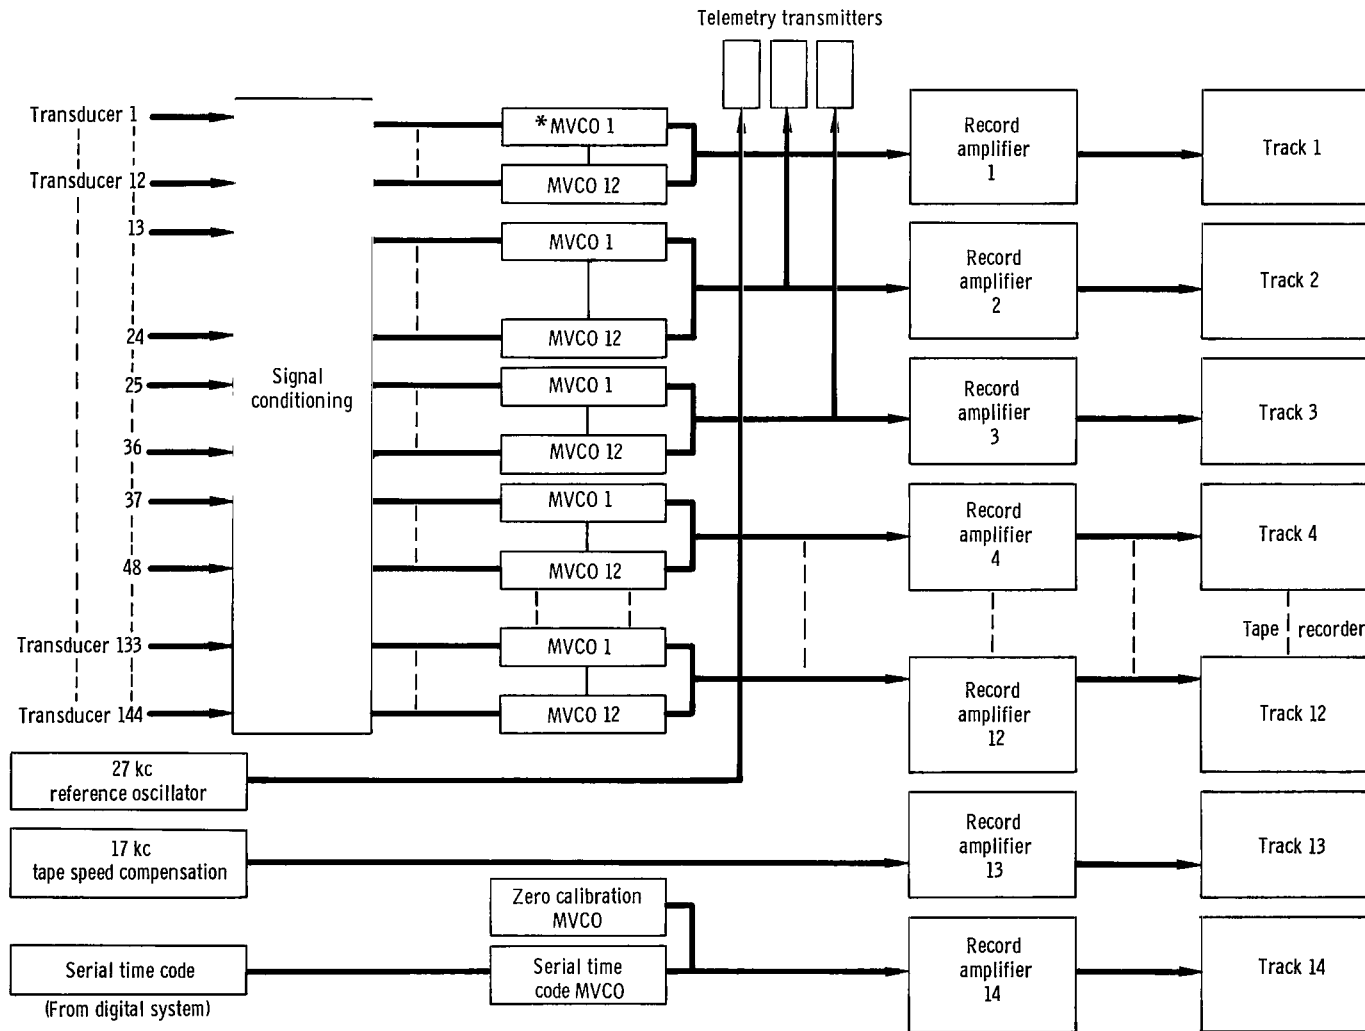 Telemetry transmitters
Transducer 1
Transducer 12
13
24
25
36
37
48
Transducer 133
Transducer 144
Signal
conditioning
*MVCO 1
MVCO 12
MVCO 1
MVCO 12
MVCO 1
MVCO 12
MVCO 1
MVCO 12
MVCO 1
MVCO 12
Record
amplifier
1
Track 1
Record
amplifier
2
Track 2
Record
amplifier
3
Track 3
Record
amplifier
4
Track 4
Tape recorder
Record
amplifier
12
Track 12
27 kc
reference oscillator
17 kc
tape speed compensation
Record
amplifier
13
Track 13
Zero calibration
MVCO
Serial time code
(From digital system)
Serial time
code MVCO
Record
amplifier
14
Track 14